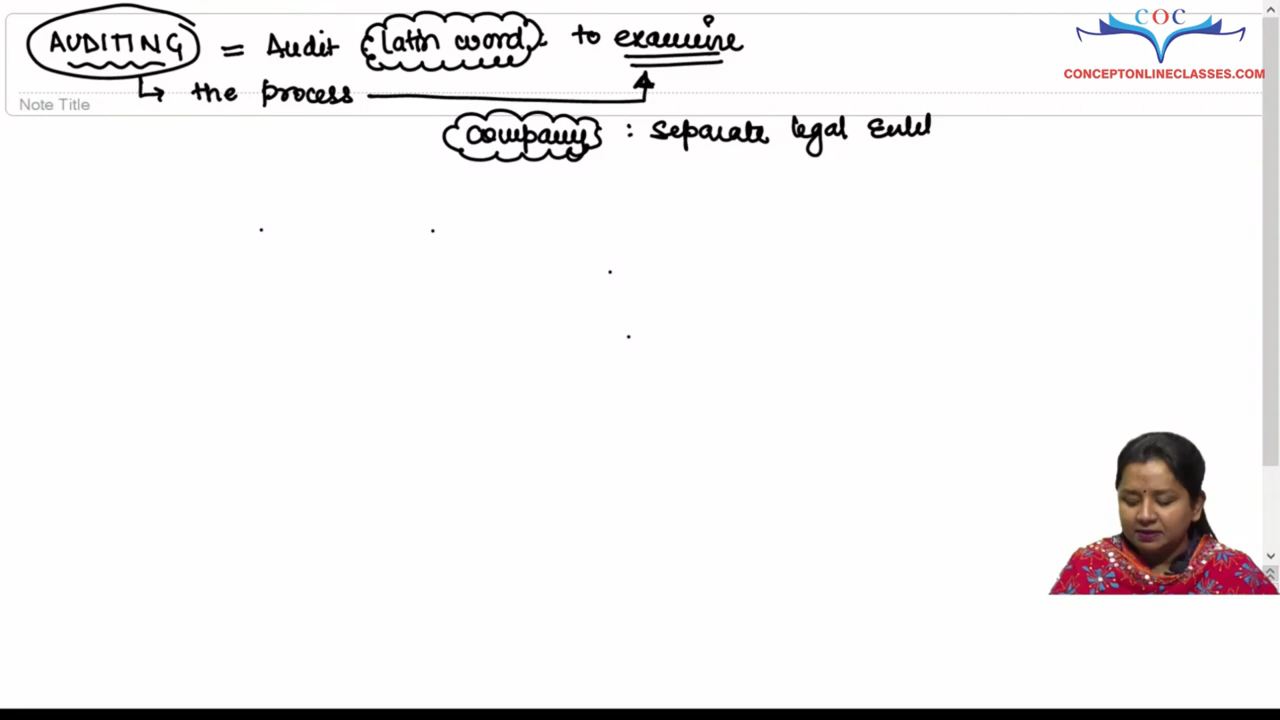 AUDITING = Audit (latin word) to examine
COC
CONCEPTONLINECLASSES.COM
↳ the process
Note Title
company : separate legal